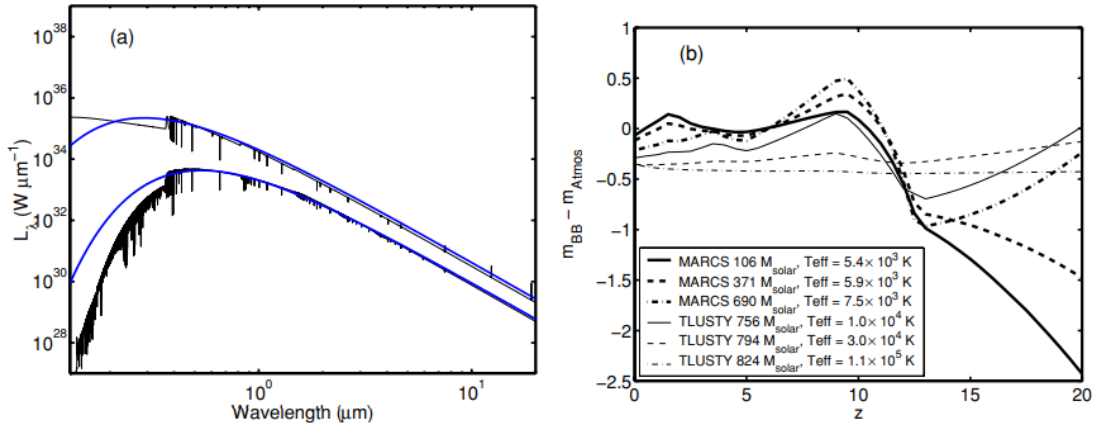 (a)
10^38
10^36
10^34
10^32
10^30
10^28
L_λ (W μm^−1)
10^0
10^1
Wavelength (μm)
(b)
1
0.5
0
−0.5
−1
−1.5
−2
−2.5
m_BB − m_Atmos
MARCS 106 M_solar, Teff = 5.4× 10^3 K
MARCS 371 M_solar, Teff = 5.9× 10^3 K
MARCS 690 M_solar, Teff = 7.5× 10^3 K
TLUSTY 756 M_solar, Teff = 1.0× 10^4 K
TLUSTY 794 M_solar, Teff = 3.0× 10^4 K
TLUSTY 824 M_solar, Teff = 1.1× 10^5 K
0
5
10
15
20
z